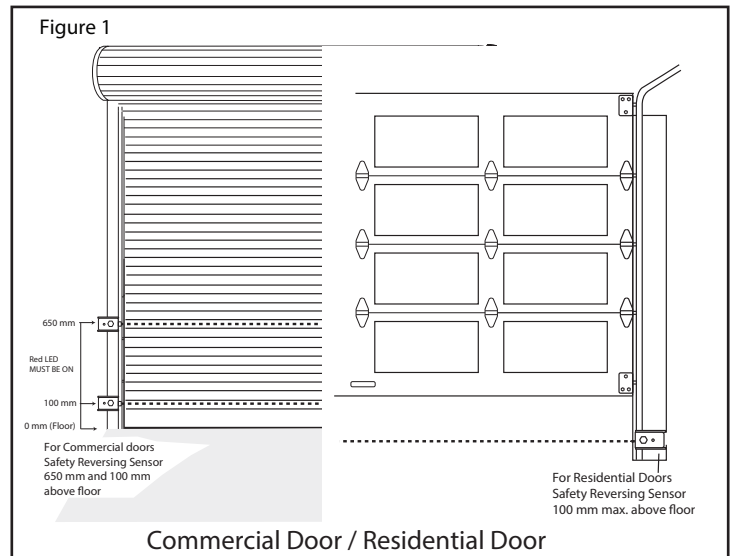 Figure 1
650 mm
Red LED
MUST BE ON
100 mm
0 mm (Floor)
For Commercial doors
Safety Reversing Sensor
650 mm and 100 mm
above floor
For Residential Doors
Safety Reversing Sensor
100 mm max. above floor
Commercial Door / Residential Door